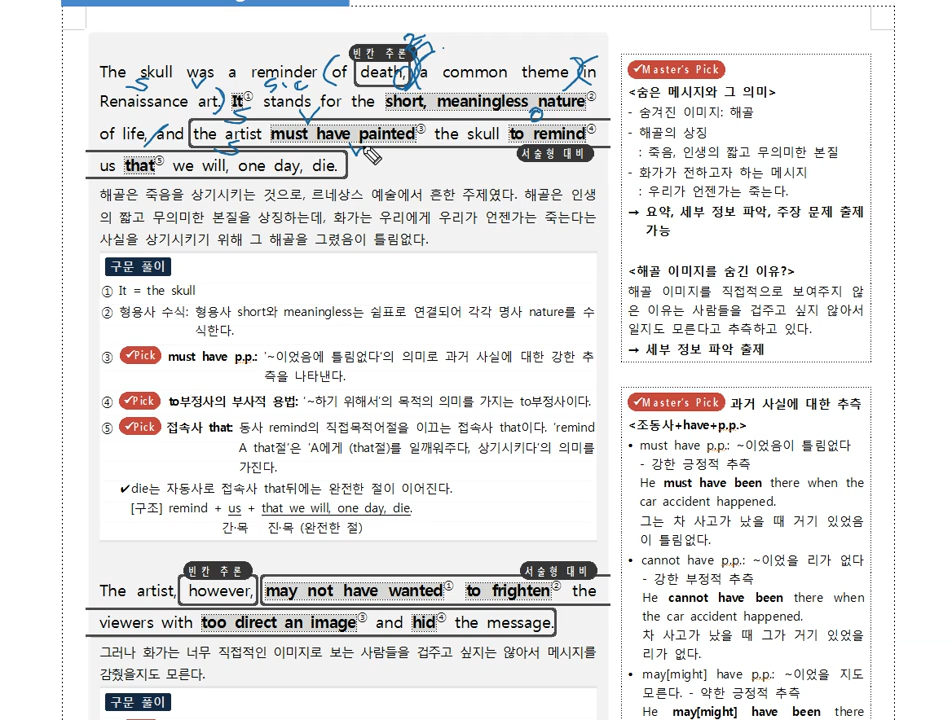 빈칸 추론
The skull was a reminder of death, a common theme in
Renaissance art. It① stands for the short, meaningless nature②
of life, and the artist must have painted③ the skull to remind④
서술형 대비
us that⑤ we will, one day, die.
해골은 죽음을 상기시키는 것으로, 르네상스 예술에서 흔한 주제였다. 해골은 인생
의 짧고 무의미한 본질을 상징하는데, 화가는 우리에게 우리가 언젠가는 죽는다는
사실을 상기시키기 위해 그 해골을 그렸음이 틀림없다.
구문 풀이
① It = the skull
② 형용사 수식: 형용사 short와 meaningless는 쉼표로 연결되어 각각 명사 nature를 수
식한다.
③ ✓Pick must have p.p.: '~이었음에 틀림없다'의 의미로 과거 사실에 대한 강한 추
측을 나타낸다.
④ ✓Pick to부정사의 부사적 용법: '~하기 위해서'의 목적의 의미를 가지는 to부정사이다.
⑤ ✓Pick 접속사 that: 동사 remind의 직접목적어절을 이끄는 접속사 that이다. 'remind
A that절'은 'A에게 (that절)를 일깨워주다, 상기시키다'의 의미를
가진다.
✔die는 자동사로 접속사 that뒤에는 완전한 절이 이어진다.
[구조] remind + us + that we will, one day, die.
간·목 직·목 (완전한 절)
빈칸 추론 서술형 대비
The artist, however, may not have wanted① to frighten② the
viewers with too direct an image③ and hid④ the message.
그러나 화가는 너무 직접적인 이미지로 보는 사람들을 겁주고 싶지는 않아서 메시지를
감췄을지도 모른다.
구문 풀이
✓Master's Pick
<숨은 메시지와 그 의미>
- 숨겨진 이미지: 해골
- 해골의 상징
: 죽음, 인생의 짧고 무의미한 본질
- 화가가 전하고자 하는 메시지
: 우리가 언젠가는 죽는다.
→ 요약, 세부 정보 파악, 주장 문제 출제
가능
<해골 이미지를 숨긴 이유?>
해골 이미지를 직접적으로 보여주지 않
은 이유는 사람들을 겁주고 싶지 않아서
일지도 모른다고 추측하고 있다.
→ 세부 정보 파악 출제
✓Master's Pick 과거 사실에 대한 추측
<조동사+have+p.p.>
• must have p.p.: ~이었음이 틀림없다
- 강한 긍정적 추측
He must have been there when the
car accident happened.
그는 차 사고가 났을 때 거기 있었음
이 틀림없다.
• cannot have p.p.: ~이었을 리가 없다
- 강한 부정적 추측
He cannot have been there when
the car accident happened.
차 사고가 났을 때 그가 거기 있었을
리가 없다.
• may[might] have p.p.: ~이었을 지도
모른다. - 약한 긍정적 추측
He may[might] have been there